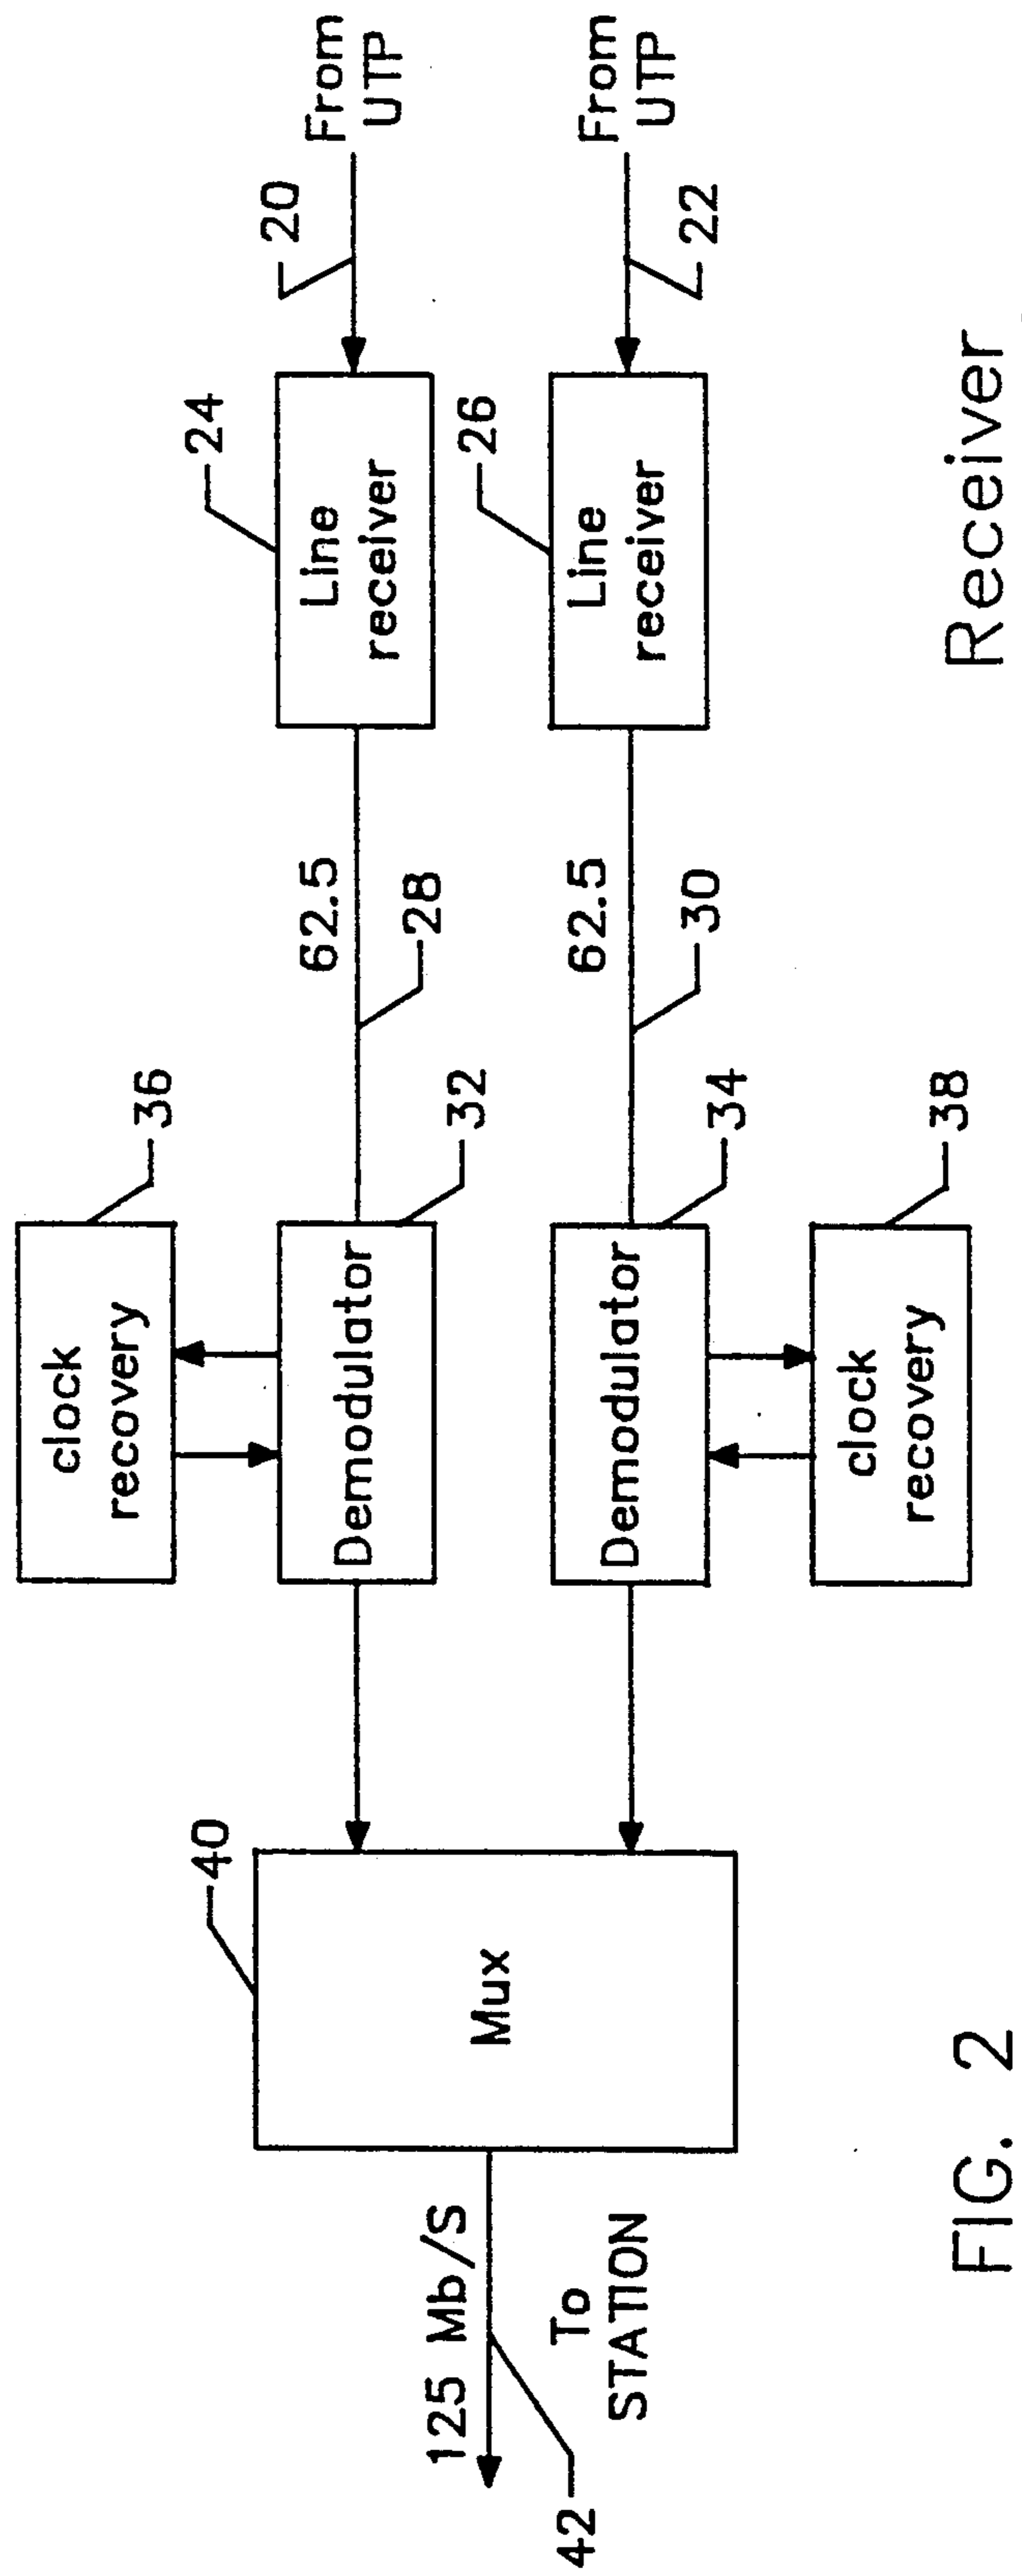 36
clock
recovery
40
24
20
From
UTP
Line
receiver
62.5
28
32
Demodulator
125 Mb/S
Mux
To
STATION
42
26
22
From
UTP
Line
receiver
62.5
30
34
Demodulator
38
clock
recovery
FIG. 2
Receiver